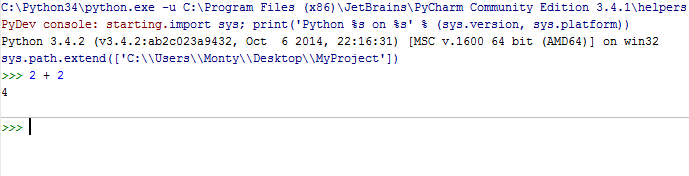 C:\Python34\python.exe -u C:\Program Files (x86)\JetBrains\PyCharm Community Edition 3.4.1\helpers
PyDev console: starting.import sys; print('Python %s on %s' % (sys.version, sys.platform))
Python 3.4.2 (v3.4.2:ab2c023a9432, Oct  6 2014, 22:16:31) [MSC v.1600 64 bit (AMD64)] on win32
sys.path.extend(['C:\\Users\\Monty\\Desktop\\MyProject'])
>>> 2 + 2
4
>>>